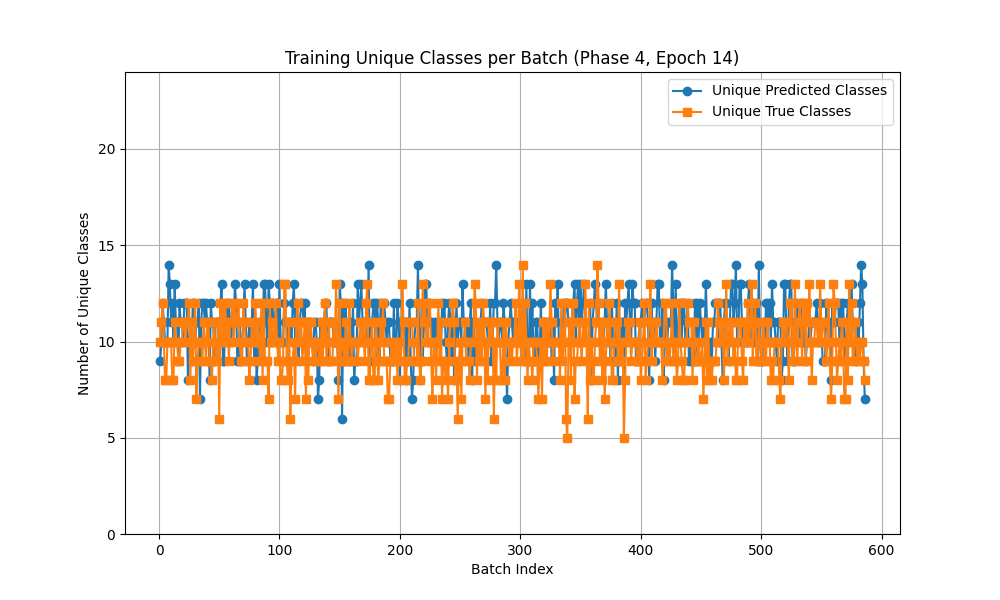 Training Unique Classes per Batch (Phase 4, Epoch 14)
Unique Predicted Classes
Unique True Classes
Number of Unique Classes
20
15
10
5
0
0 100 200 300 400 500 600
Batch Index